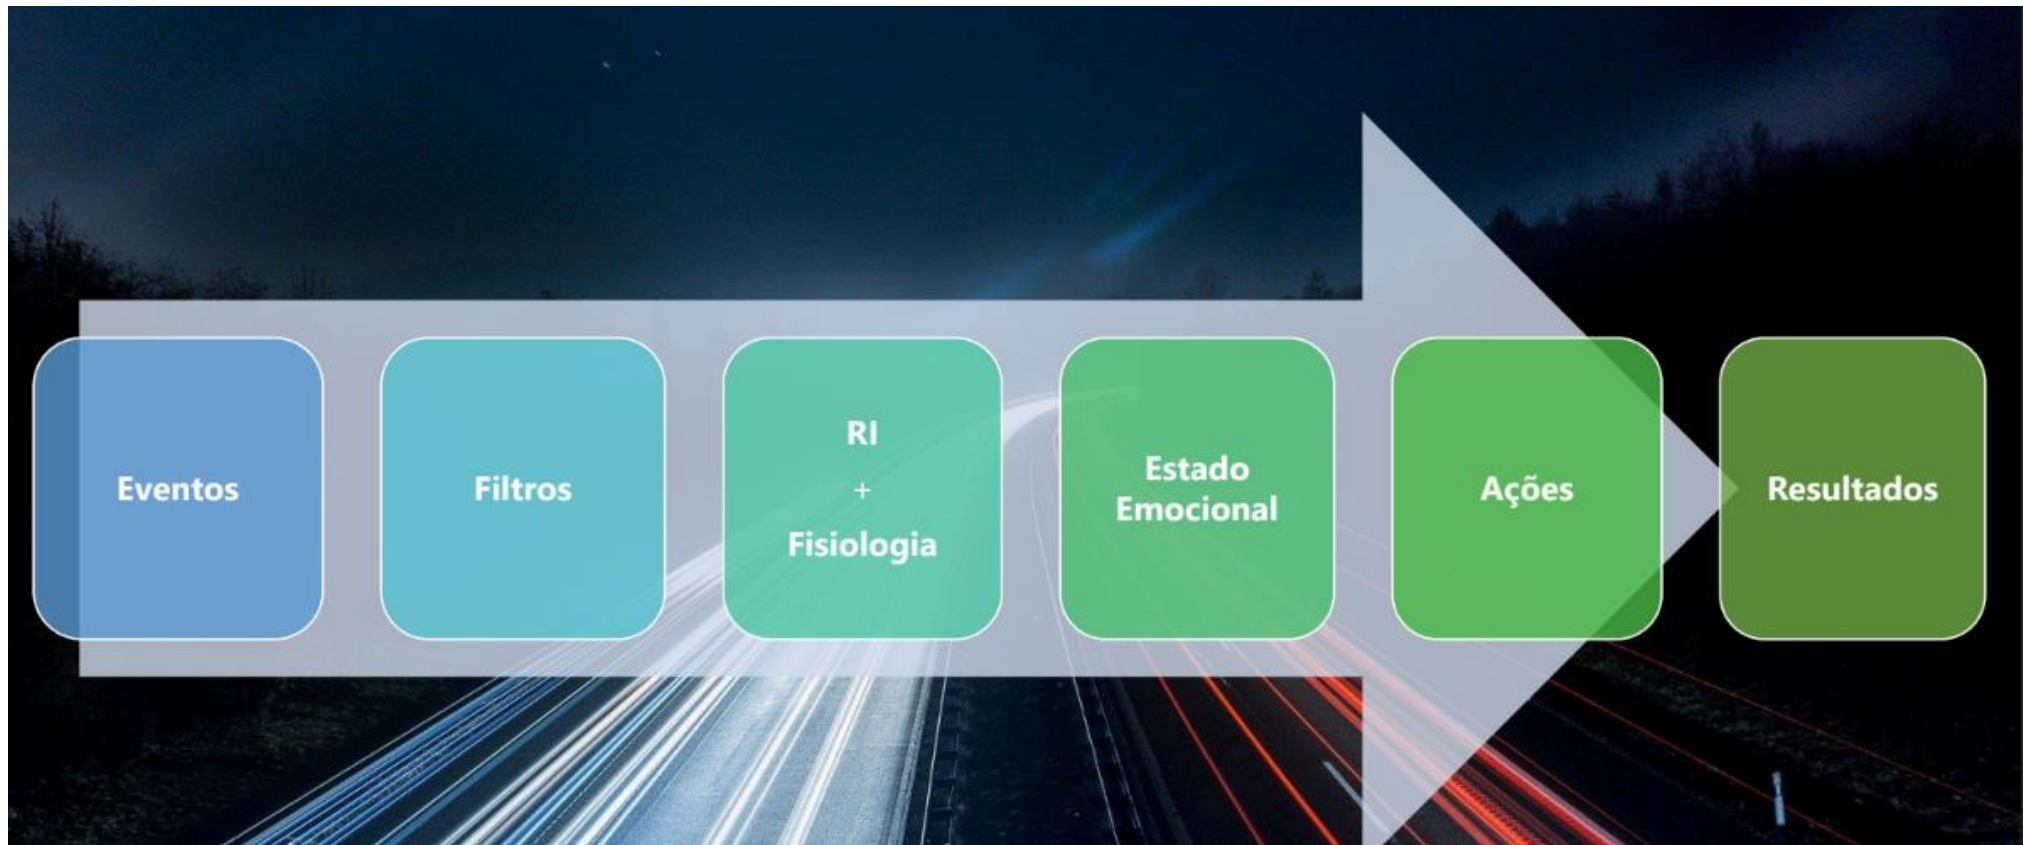 Eventos
Filtros
RI
+
Fisiologia
Estado
Emocional
Ações
Resultados